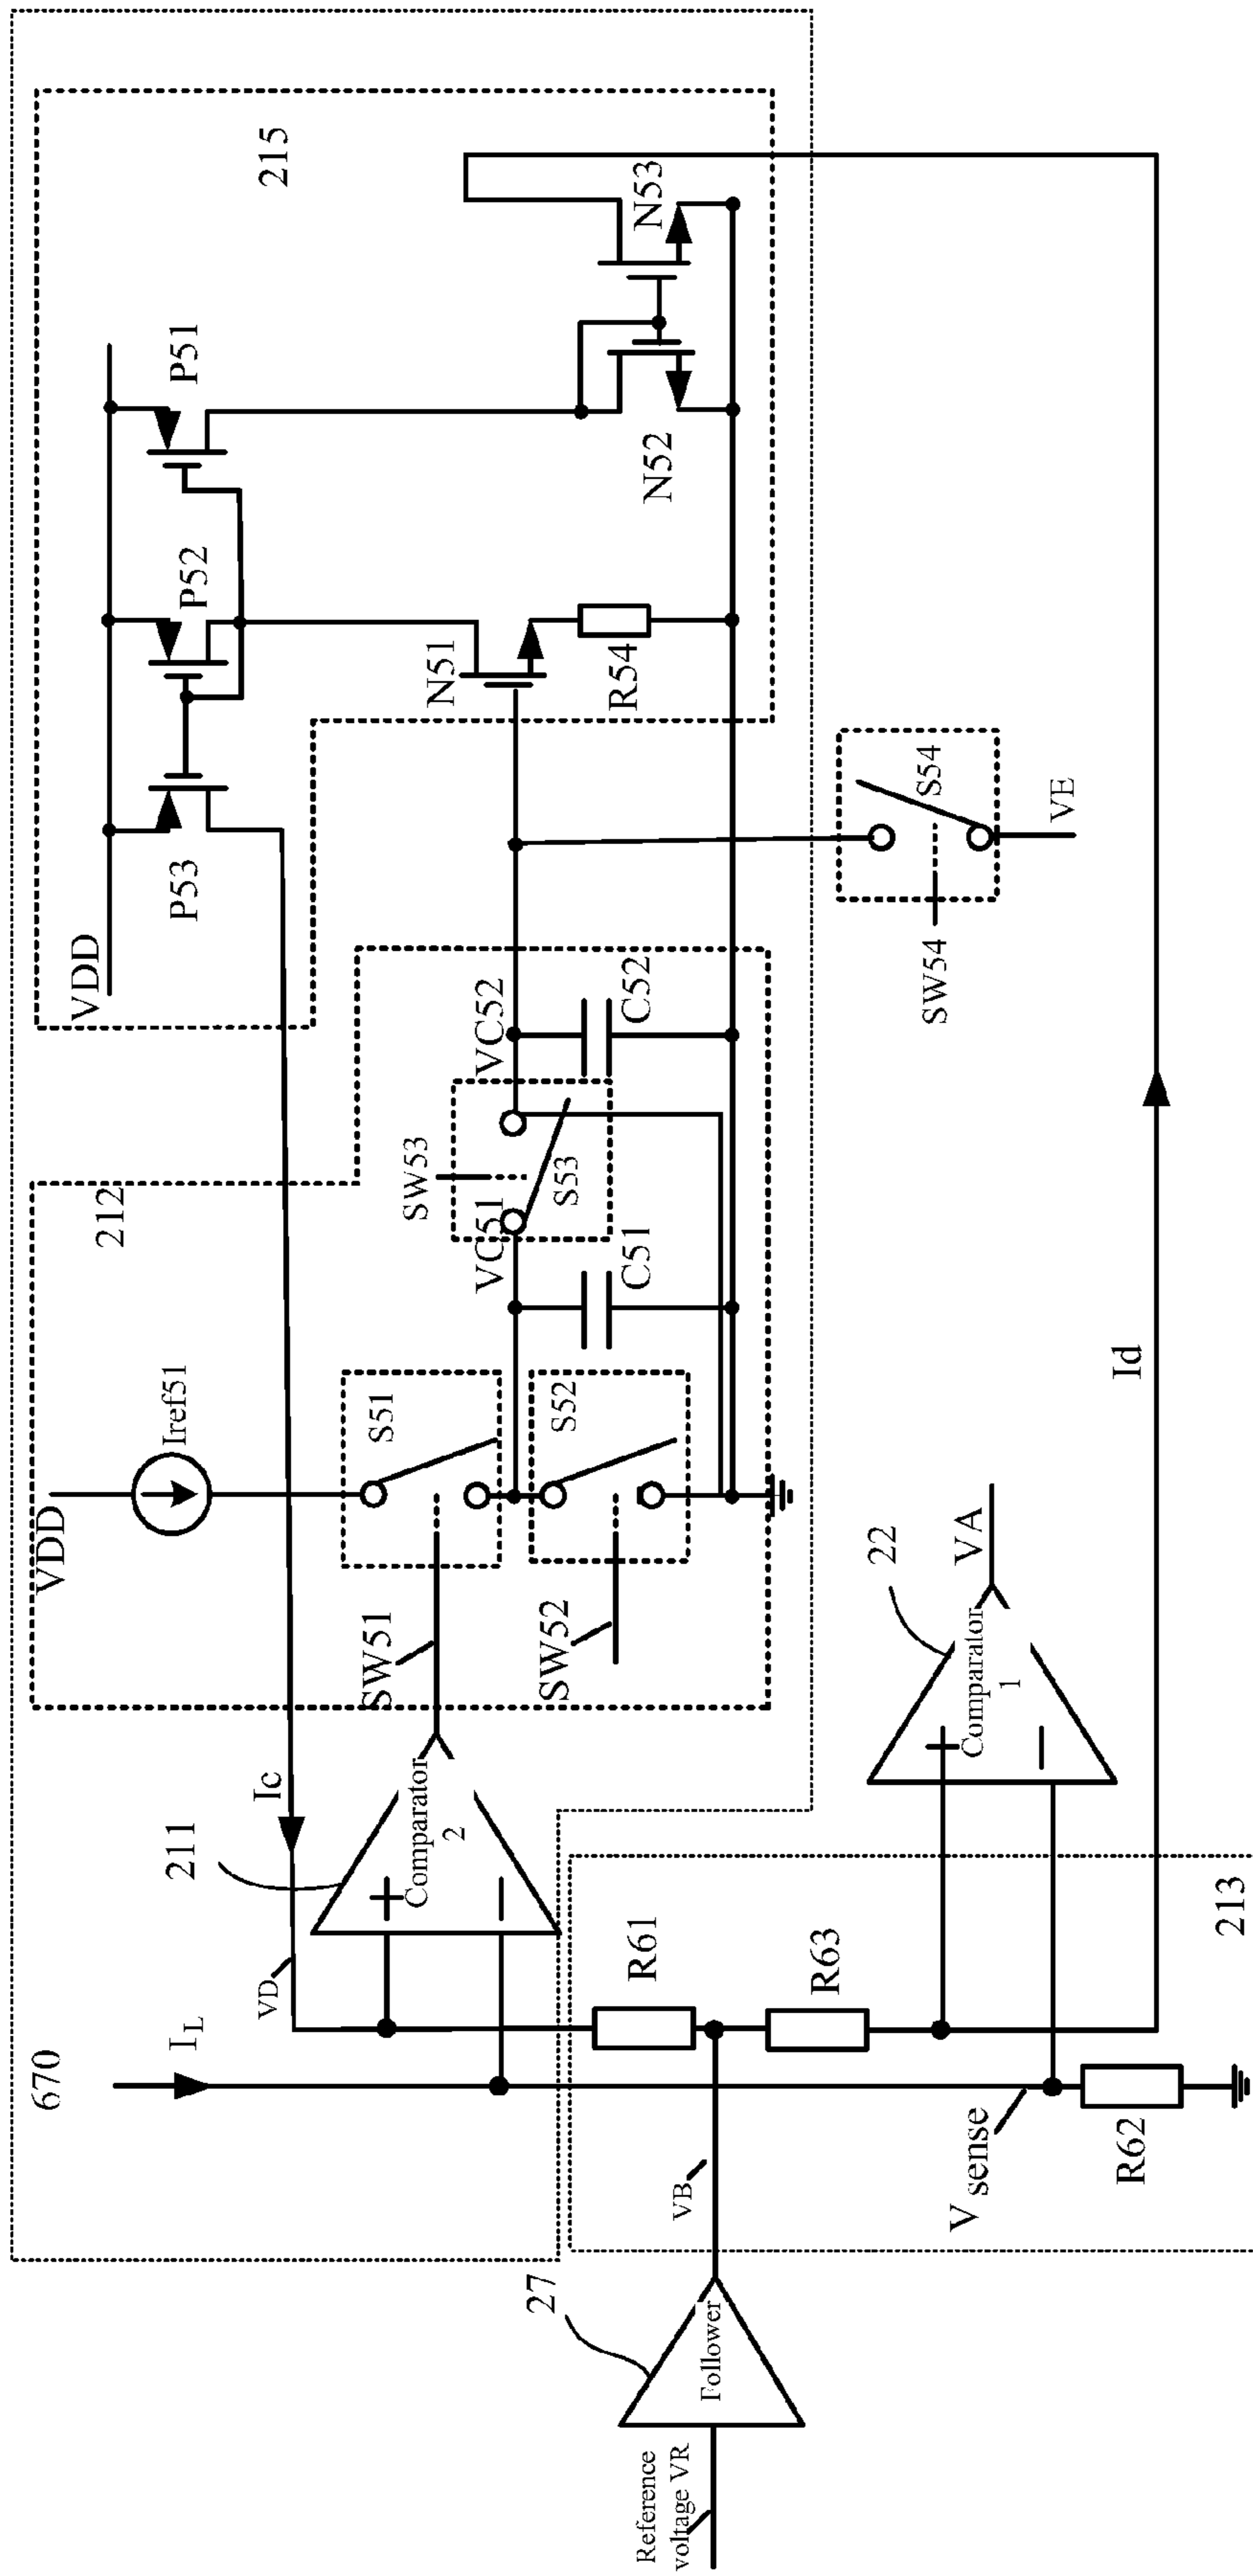 670
I L
VD
Ic
211
Comparator
2
SW51
VDD
Iref51
S51
SW52
S52
212
VC51
C51
SW53
S53
VC52
C52
VDD
P53
P52
P51
215
N51
R54
N52
N53
SW54
S54
VE
Reference
voltage VR
27
Follower
VB
R61
R63
V sense
R62
213
22
Comparator
1
VA
Id